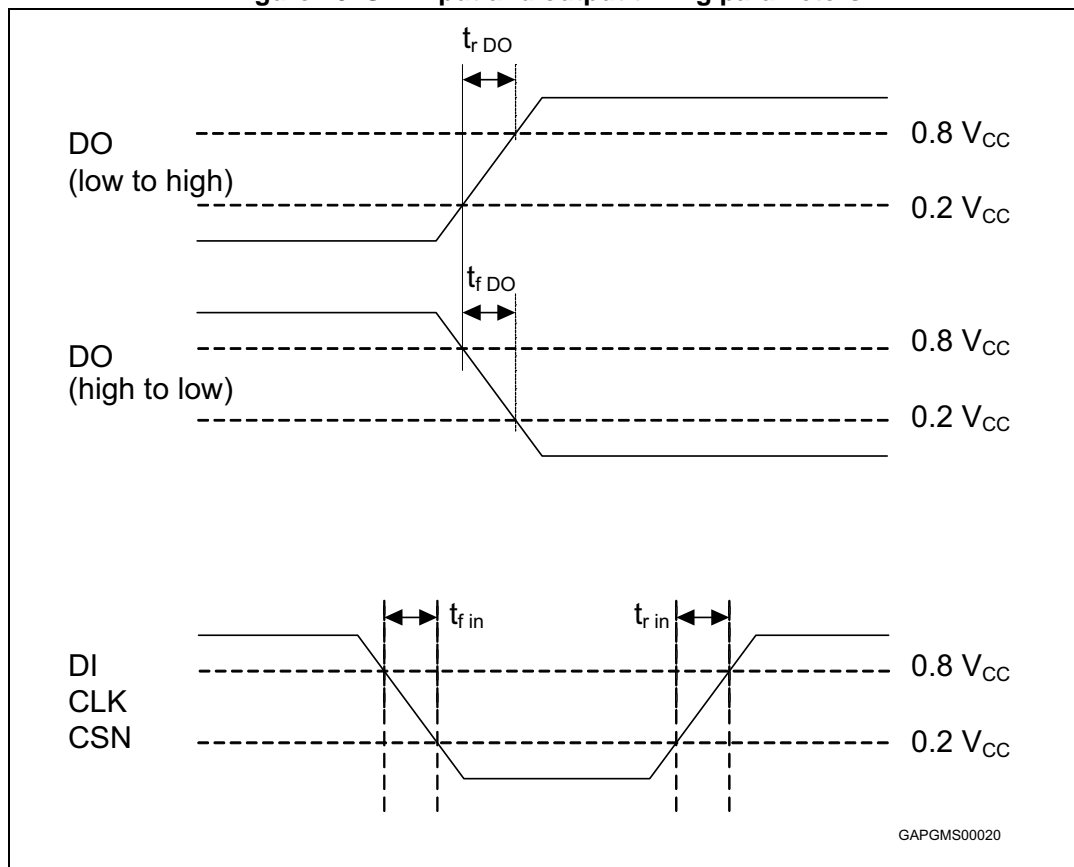 t_r DO
DO
(low to high)
0.8 V_CC
0.2 V_CC
t_f DO
DO
(high to low)
0.8 V_CC
0.2 V_CC
t_f in
t_r in
DI
CLK
CSN
0.8 V_CC
0.2 V_CC
GAPGMS00020